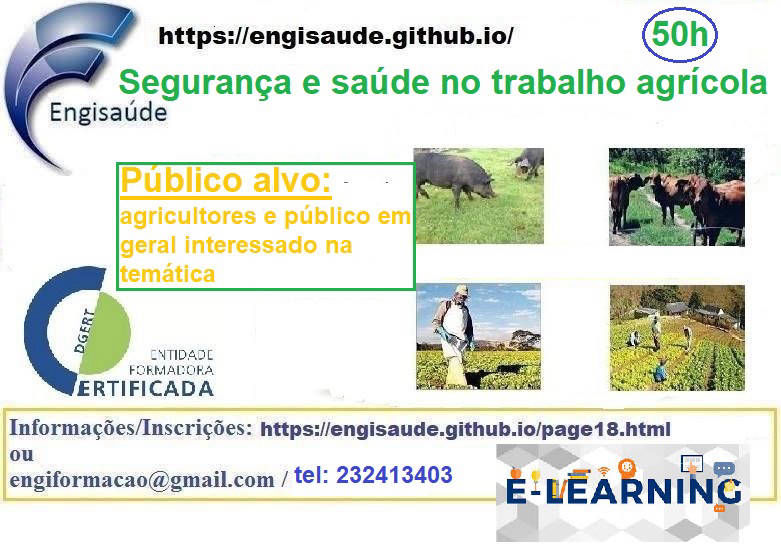 https://engisaude.github.io/
50h
Segurança e saúde no trabalho agrícola
Engisaúde
Público alvo:
agricultores e público em
geral interessado na
temática
DGERT
ENTIDADE
FORMADORA
ERTIFICADA
Informações/Inscrições: https://engisaude.github.io/page18.html
ou
engiformacao@gmail.com / tel: 232413403
E-LEARNING